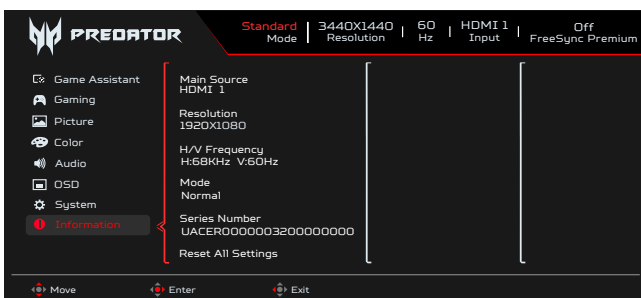 PREDATOR
Standard
Mode
3440X1440
Resolution
60
Hz
HDMI 1
Input
Off
FreeSync Premium
Game Assistant
Gaming
Picture
Color
Audio
OSD
System
Information
Main Source
HDMI 1
Resolution
1920X1080
H/V Frequency
H:68KHz V:60Hz
Mode
Normal
Series Number
UACER0000003200000000
Reset All Settings
Move
Enter
Exit